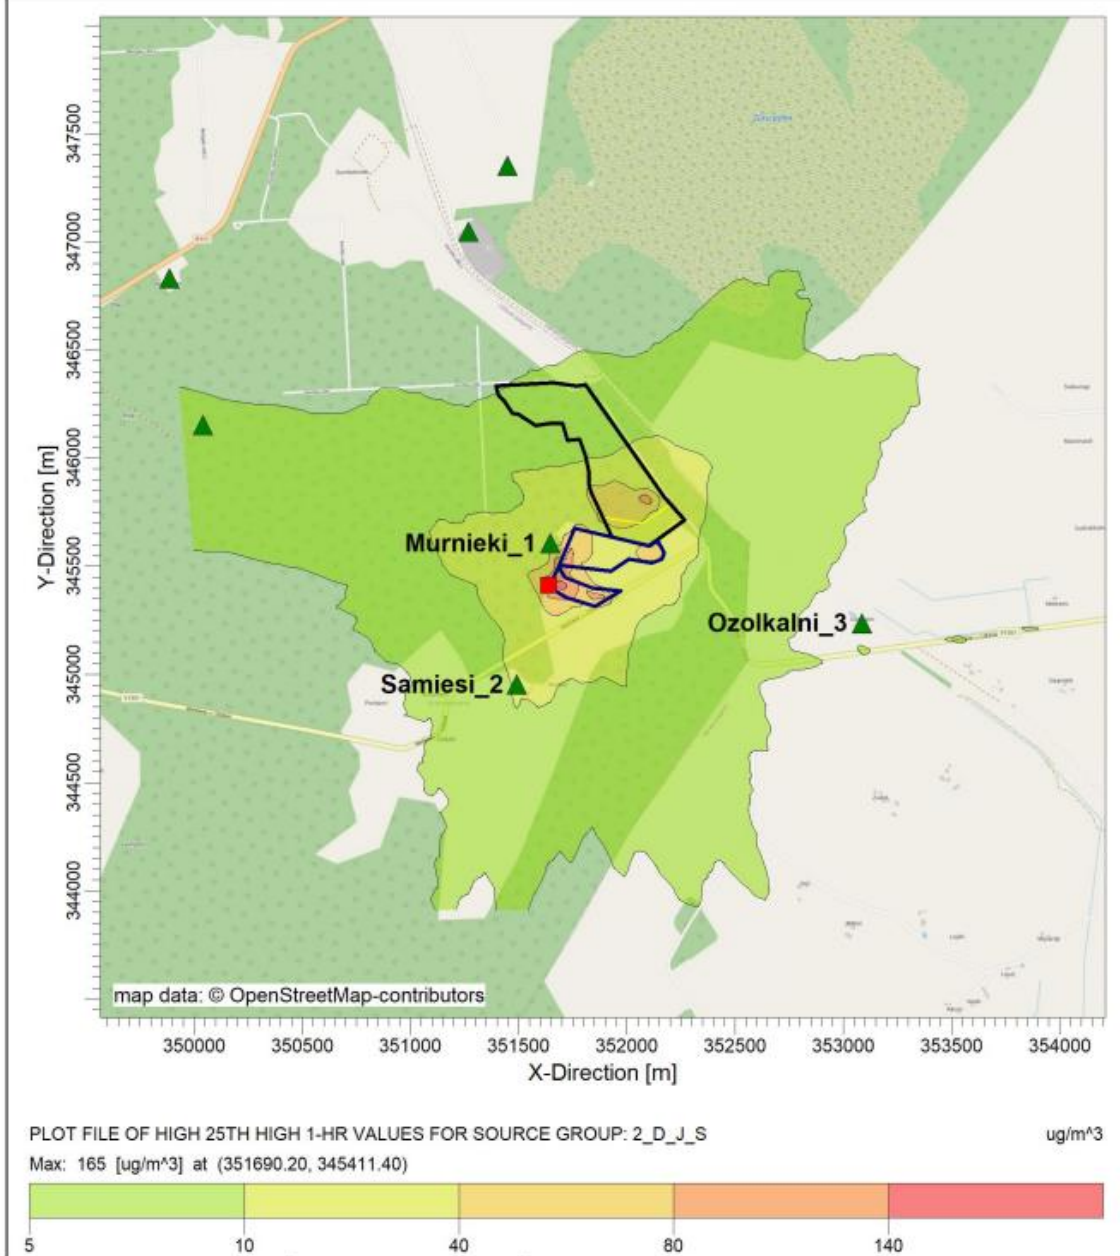 347500
347000
346500
346000
345500
345000
344500
344000
Y-Direction [m]
Murnieki_1
Ozolkalni_3
Samiesi_2
map data: © OpenStreetMap-contributors
350000 350500 351000 351500 352000 352500 353000 353500 354000
X-Direction [m]
PLOT FILE OF HIGH 25TH HIGH 1-HR VALUES FOR SOURCE GROUP: 2_D_J_S ug/m^3
Max: 165 [ug/m^3] at (351690.20, 345411.40)
5 10 40 80 140